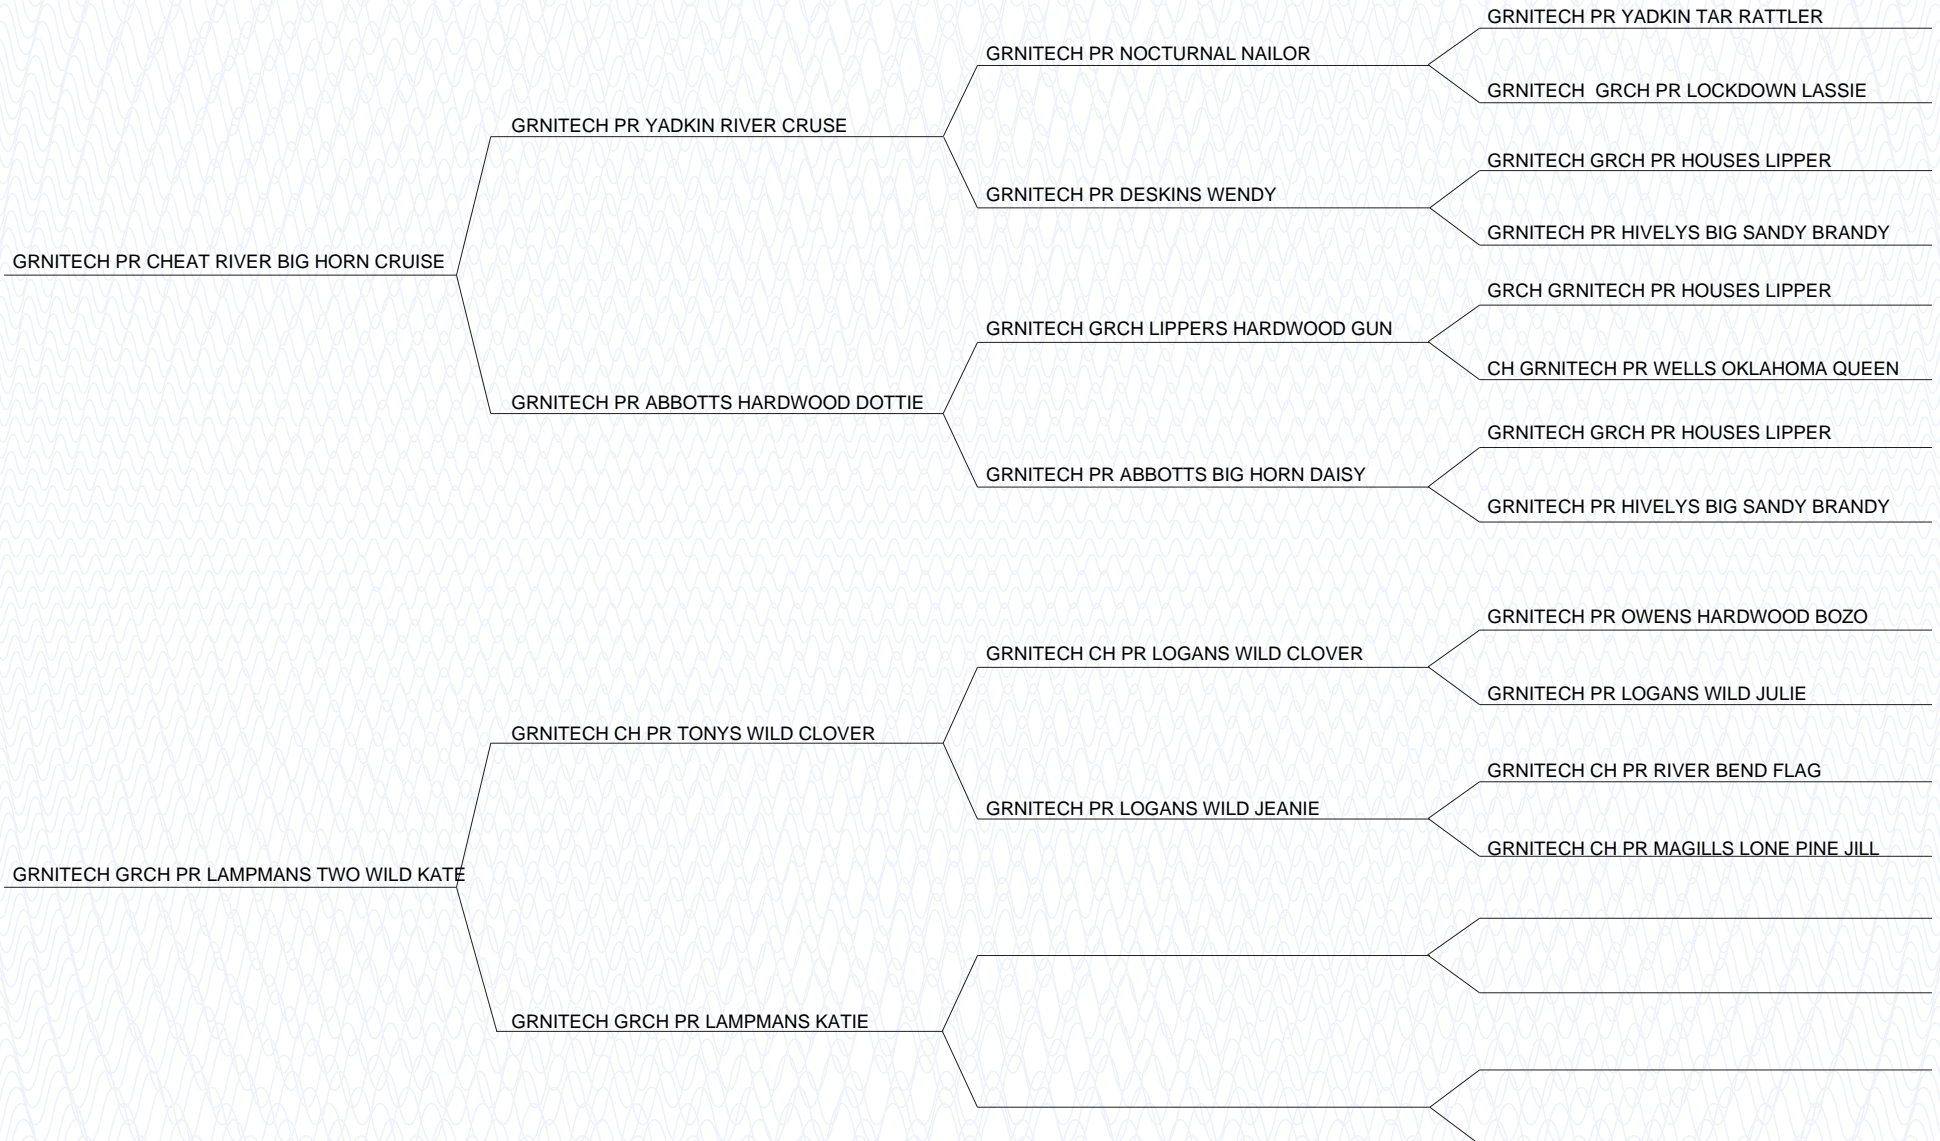 GRNITECH PR YADKIN TAR RATTLER
GRNITECH PR NOCTURNAL NAILOR
GRNITECH  GRCH PR LOCKDOWN LASSIE
GRNITECH PR YADKIN RIVER CRUSE
GRNITECH GRCH PR HOUSES LIPPER
GRNITECH PR DESKINS WENDY
GRNITECH PR HIVELYS BIG SANDY BRANDY
GRNITECH PR CHEAT RIVER BIG HORN CRUISE
GRCH GRNITECH PR HOUSES LIPPER
GRNITECH GRCH LIPPERS HARDWOOD GUN
CH GRNITECH PR WELLS OKLAHOMA QUEEN
GRNITECH PR ABBOTTS HARDWOOD DOTTIE
GRNITECH GRCH PR HOUSES LIPPER
GRNITECH PR ABBOTTS BIG HORN DAISY
GRNITECH PR HIVELYS BIG SANDY BRANDY
GRNITECH PR OWENS HARDWOOD BOZO
GRNITECH CH PR LOGANS WILD CLOVER
GRNITECH PR LOGANS WILD JULIE
GRNITECH CH PR TONYS WILD CLOVER
GRNITECH CH PR RIVER BEND FLAG
GRNITECH PR LOGANS WILD JEANIE
GRNITECH CH PR MAGILLS LONE PINE JILL
GRNITECH GRCH PR LAMPMANS TWO WILD KATE
GRNITECH GRCH PR LAMPMANS KATIE